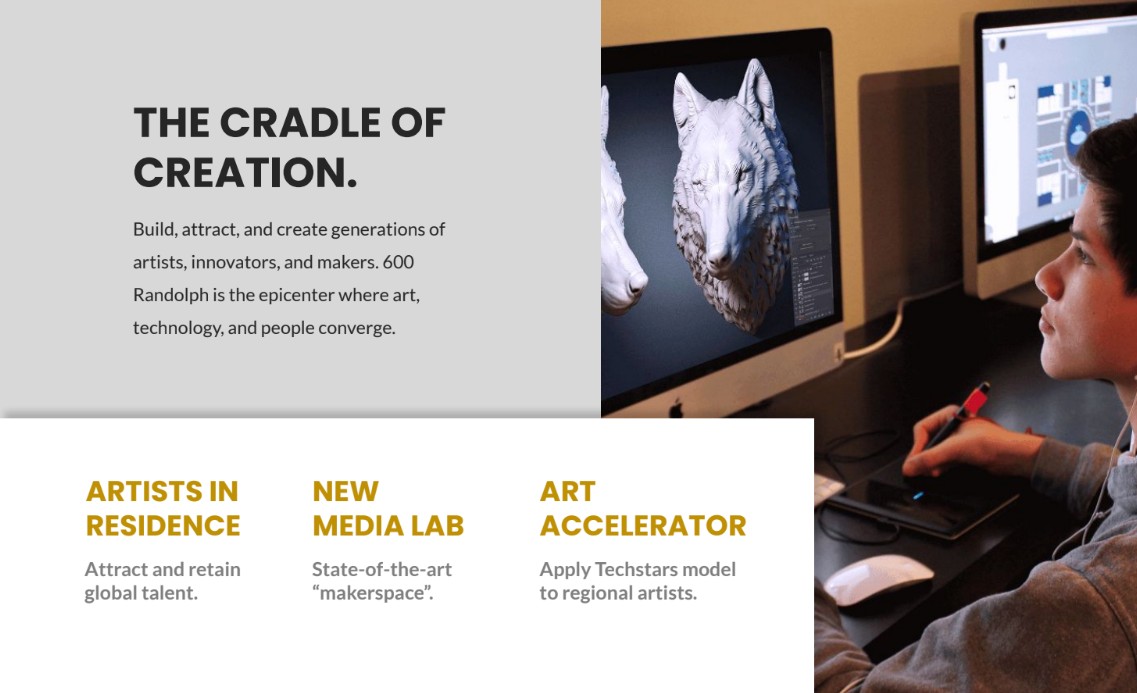 THE CRADLE OF
CREATION.
Build, attract, and create generations of
artists, innovators, and makers. 600
Randolph is the epicenter where art,
technology, and people converge.
ARTISTS IN
RESIDENCE
Attract and retain
global talent.
NEW
MEDIA LAB
State-of-the-art
“makerspace”.
ART
ACCELERATOR
Apply Techstars model
to regional artists.